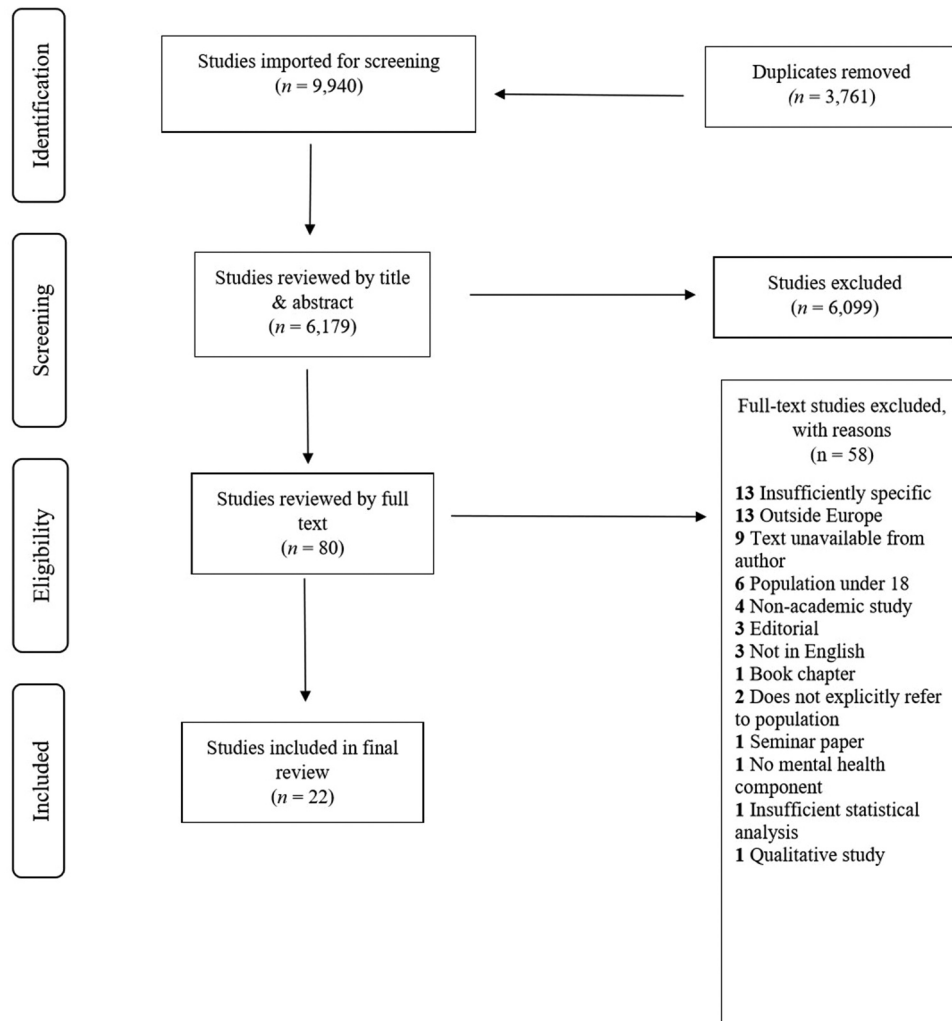 Identification
Studies imported for screening
(n = 9,940)
Duplicates removed
(n = 3,761)
Screening
Studies reviewed by title
& abstract
(n = 6,179)
Studies excluded
(n = 6,099)
Eligibility
Studies reviewed by full
text
(n = 80)
Full-text studies excluded,
with reasons
(n = 58)
13 Insufficiently specific
13 Outside Europe
9 Text unavailable from
author
6 Population under 18
4 Non-academic study
3 Editorial
3 Not in English
1 Book chapter
2 Does not explicitly refer
to population
1 Seminar paper
1 No mental health
component
1 Insufficient statistical
analysis
1 Qualitative study
Included
Studies included in final
review
(n = 22)